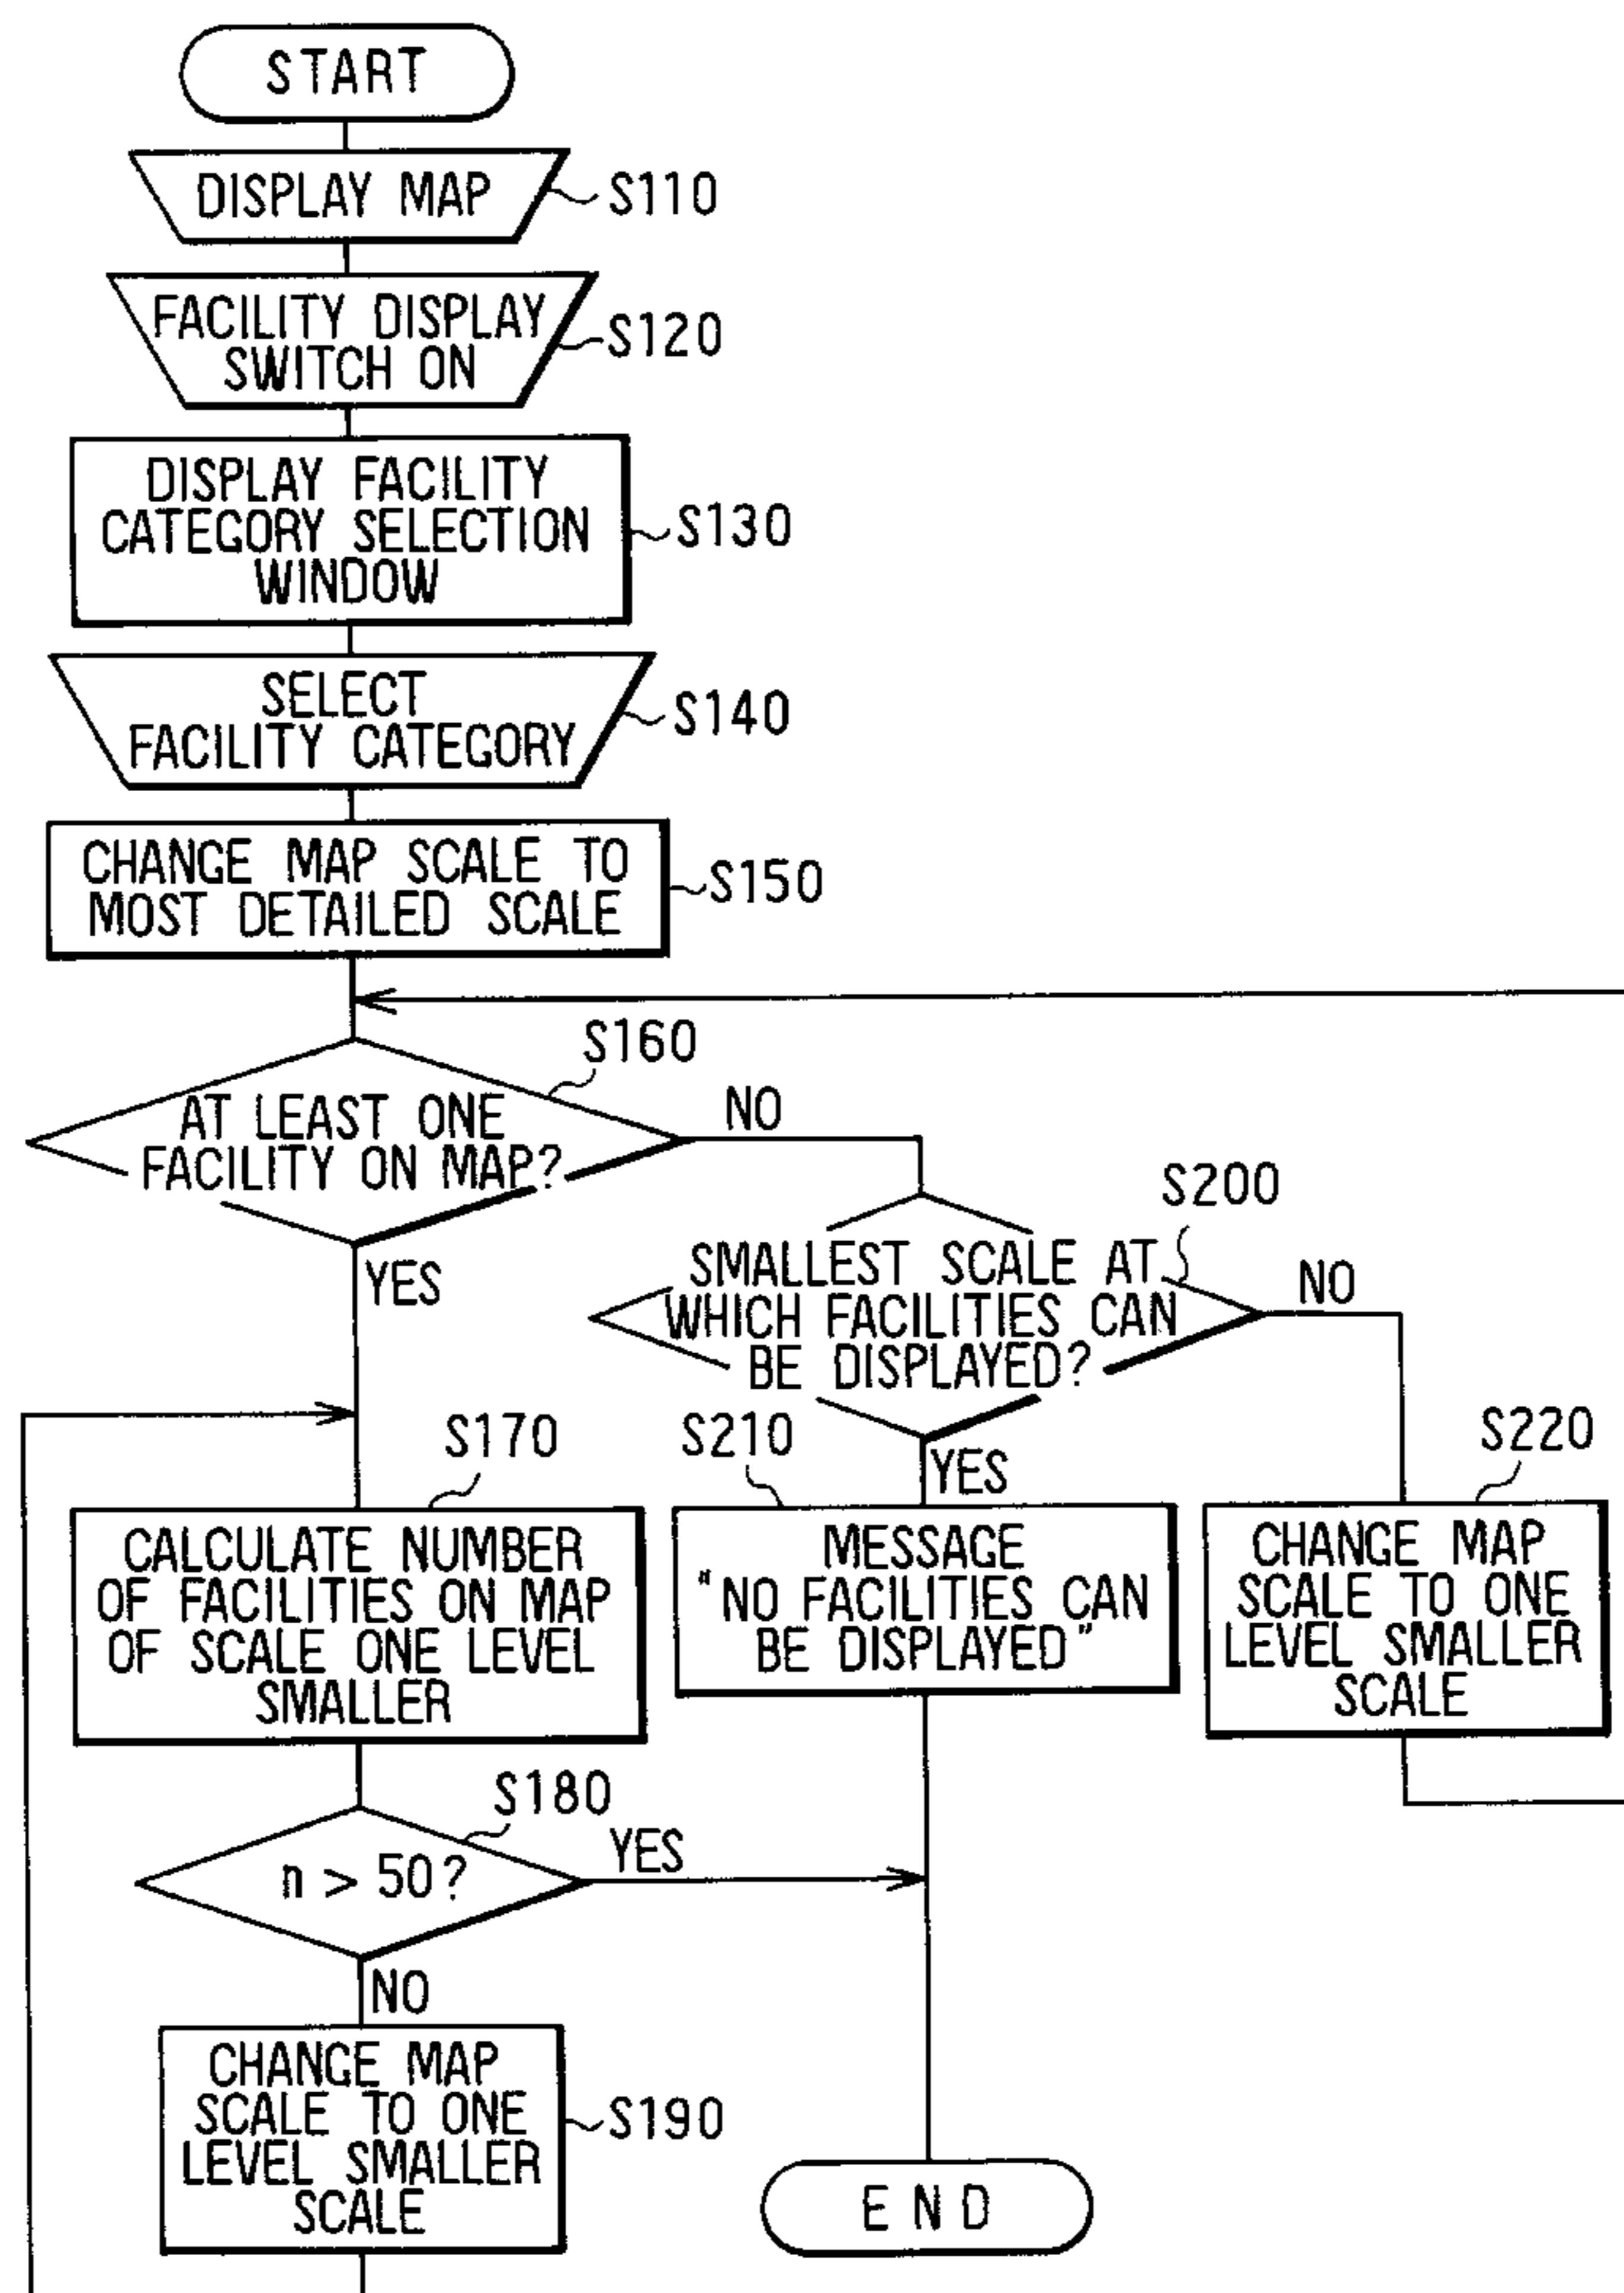 START
DISPLAY MAP
S110
FACILITY DISPLAY
SWITCH ON
S120
DISPLAY FACILITY
CATEGORY SELECTION
WINDOW
S130
SELECT
FACILITY CATEGORY
S140
CHANGE MAP SCALE TO
MOST DETAILED SCALE
S150
S160
AT LEAST ONE
FACILITY ON MAP?
NO
YES
S200
SMALLEST SCALE AT
WHICH FACILITIES CAN
BE DISPLAYED?
NO
YES
S170
CALCULATE NUMBER
OF FACILITIES ON MAP
OF SCALE ONE LEVEL
SMALLER
S210
MESSAGE
"NO FACILITIES CAN
BE DISPLAYED"
S220
CHANGE MAP
SCALE TO ONE
LEVEL SMALLER
SCALE
S180
n > 50?
YES
NO
CHANGE MAP
SCALE TO ONE
LEVEL SMALLER
SCALE
S190
END